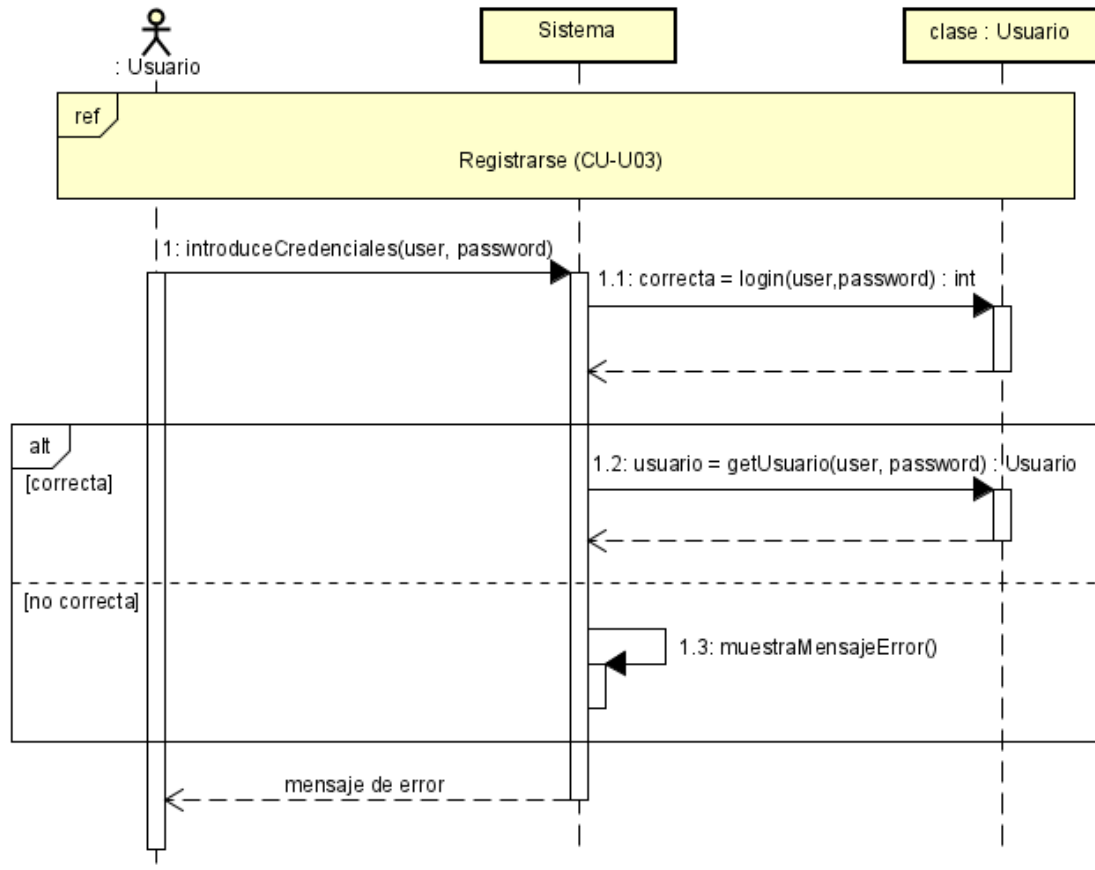 : Usuario
Sistema
clase : Usuario
ref
Registrarse (CU-U03)
1: introduceCredenciales(user, password)
1.1: correcta = login(user,password) : int
alt
[correcta]
1.2: usuario = getUsuario(user, password) : Usuario
[no correcta]
1.3: muestraMensajeError()
mensaje de error